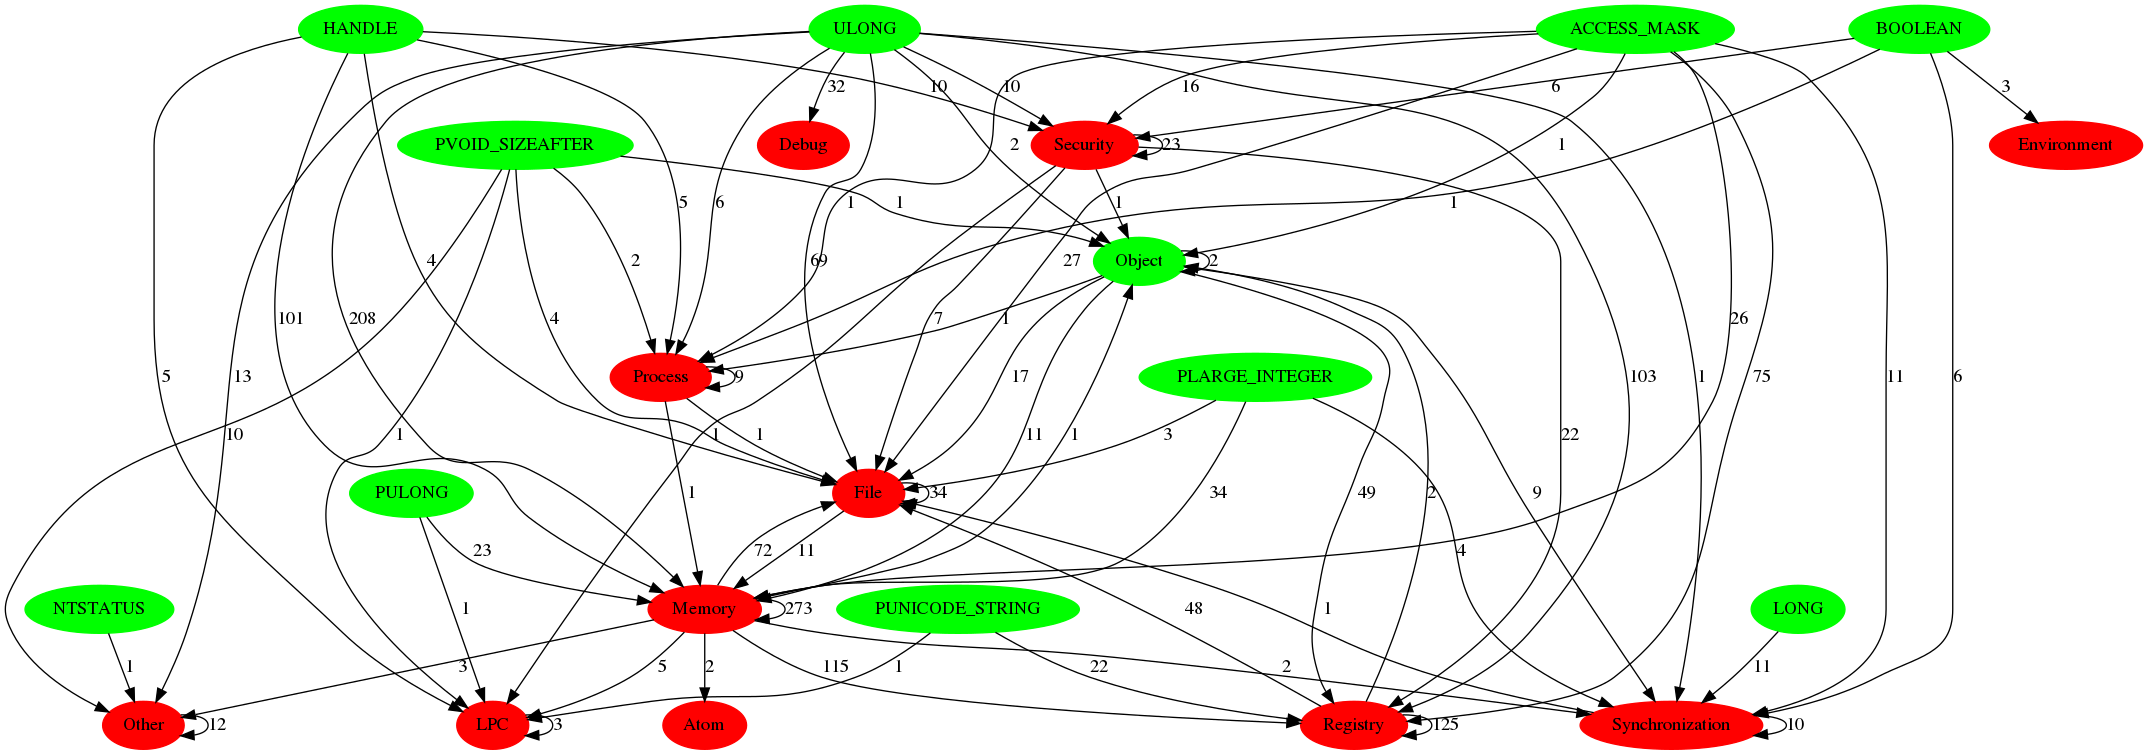 HANDLE ULONG ACCESS_MASK BOOLEAN
32 10 10 16 6 3
PVOID_SIZEAFTER Debug Security 23 Environment
2 1
5 6 1 1 1 1
4 2 69 27 Object 2
101 208 4 7 1 26
5 13 Process 9 1 17 PLARGE_INTEGER 103 1 75 11 6
10 1 1 1 11 1 3 22
PULONG File 34 49 2 9
23 1 72 11 34 4
NTSTATUS 1 Memory 273 PUNICODE_STRING 48 1 LONG
1 3 5 2 115 1 22 2 11
Other 12 LPC 3 Atom Registry 125 Synchronization 10